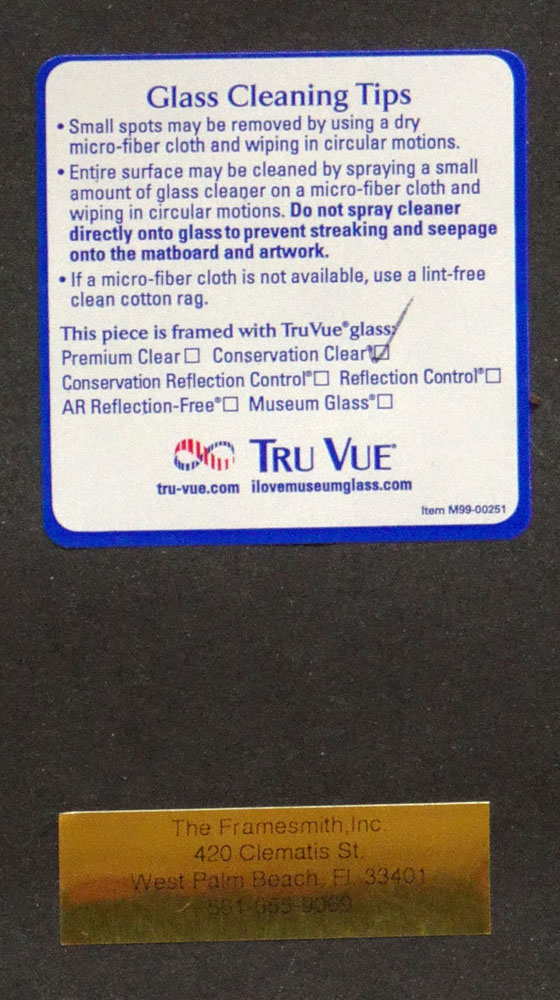 Glass Cleaning Tips
• Small spots may be removed by using a dry
micro-fiber cloth and wiping in circular motions.
• Entire surface may be cleaned by spraying a small
amount of glass cleaner on a micro-fiber cloth and
wiping in circular motions. Do not spray cleaner
directly onto glass to prevent streaking and seepage
onto the matboard and artwork.
• If a micro-fiber cloth is not available, use a lint-free
clean cotton rag.
This piece is framed with TruVue® glass:
Premium Clear ☐ Conservation Clear® ☑
Conservation Reflection Control® ☐ Reflection Control® ☐
AR Reflection-Free® ☐ Museum Glass® ☐
TRU VUE®
tru-vue.com ilovemuseumglass.com
Item M99-00251
The Framesmith, Inc.
420 Clematis St.
West Palm Beach, Fl. 33401